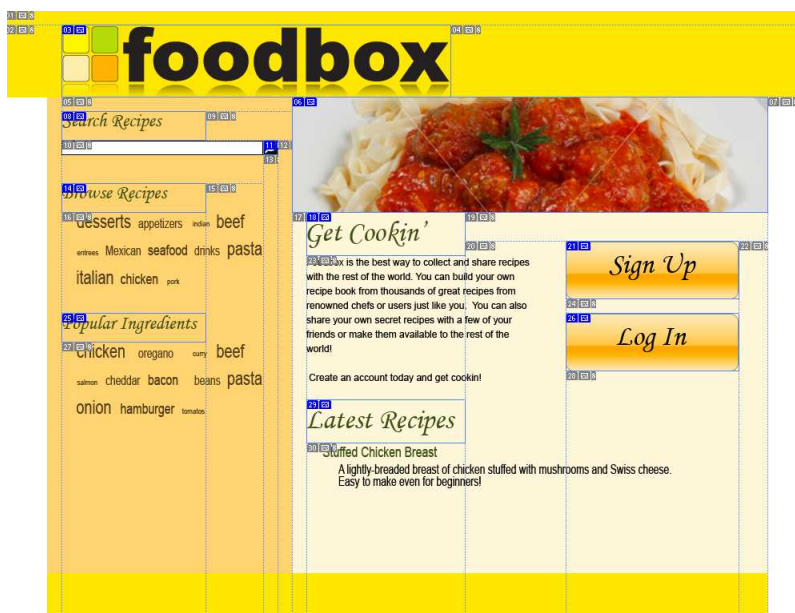 foodbox
Search Recipes
Browse Recipes
desserts appetizers indian beef
entrees Mexican seafood drinks pasta
italian chicken pork
Popular Ingredients
chicken oregano curry beef
salmon cheddar bacon beans pasta
onion hamburger tomatos
Get Cookin'
Foodbox is the best way to collect and share recipes
with the rest of the world. You can build your own
recipe book from thousands of great recipes from
renowned chefs or users just like you. You can also
share your own secret recipes with a few of your
friends or make them available to the rest of the
world!
Create an account today and get cookin!
Sign Up
Log In
Latest Recipes
Stuffed Chicken Breast
A lightly-breaded breast of chicken stuffed with mushrooms and Swiss cheese.
Easy to make even for beginners!